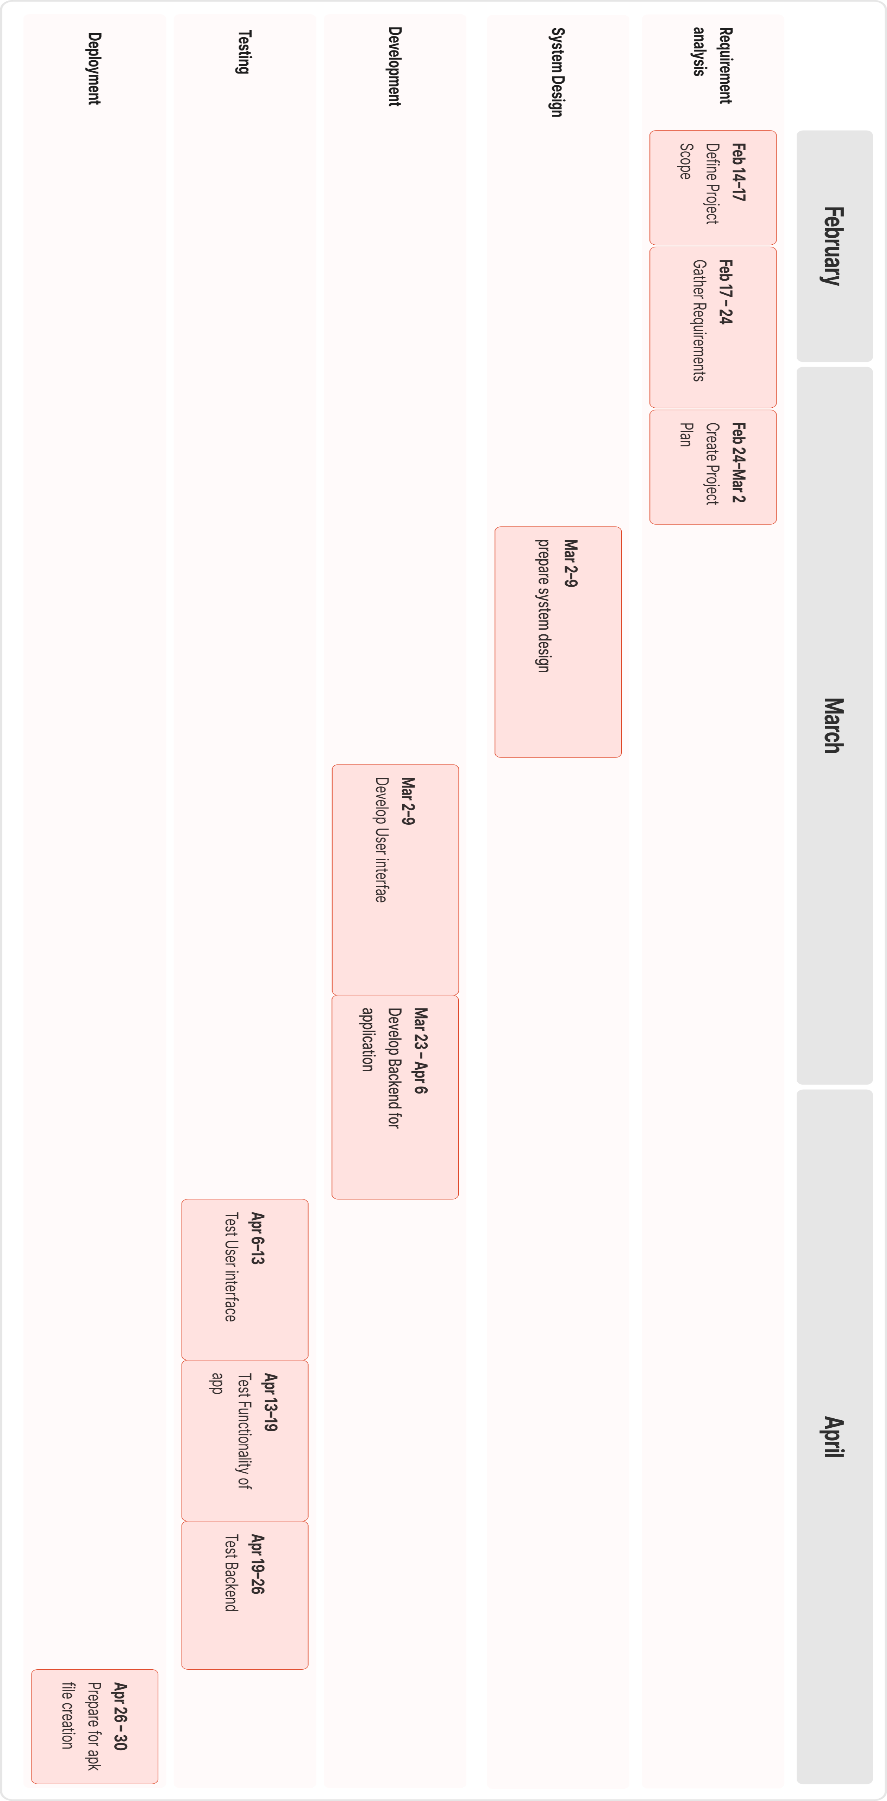 February
March
April
Requirement
analysis
Feb 14–17
Define Project
Scope
Feb 17 – 24
Gather Requirements
Feb 24–Mar 2
Create Project
Plan
System Design
Mar 2–9
prepare system design
Development
Mar 2–9
Develop User interfae
Mar 23 – Apr 6
Develop Backend for
application
Testing
Apr 6–13
Test User interface
Apr 13–19
Test Functionality of
app
Apr 19–26
Test Backend
Deployment
Apr 26 – 30
Prepare for apk
file creation